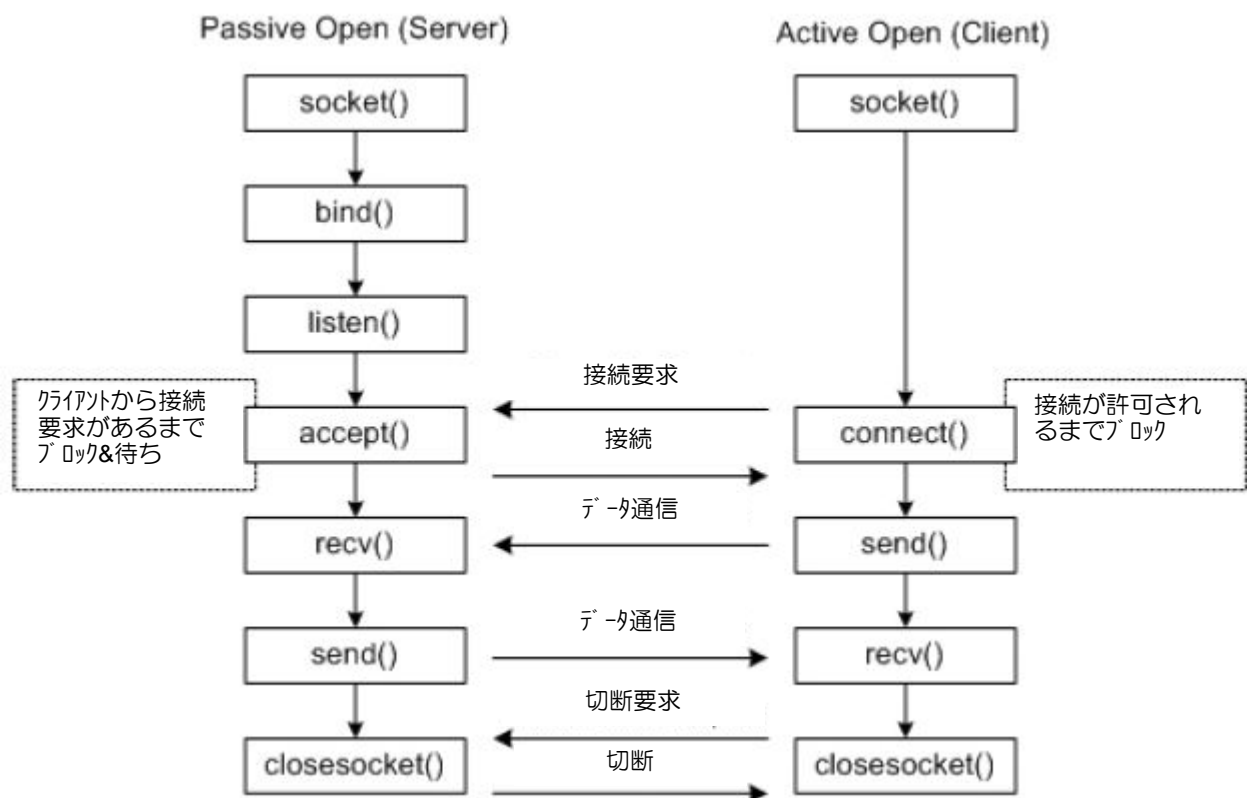 Passive Open (Server)
Active Open (Client)
socket()
socket()
bind()
listen()
接続要求
ｸﾗｲｱﾝﾄから接続
要求があるまで
ﾌﾞﾛｯｸ&待ち
accept()
connect()
接続が許可され
るまでﾌﾞﾛｯｸ
接続
ﾃﾞｰﾀ通信
recv()
send()
ﾃﾞｰﾀ通信
send()
recv()
切断要求
closesocket()
closesocket()
切断